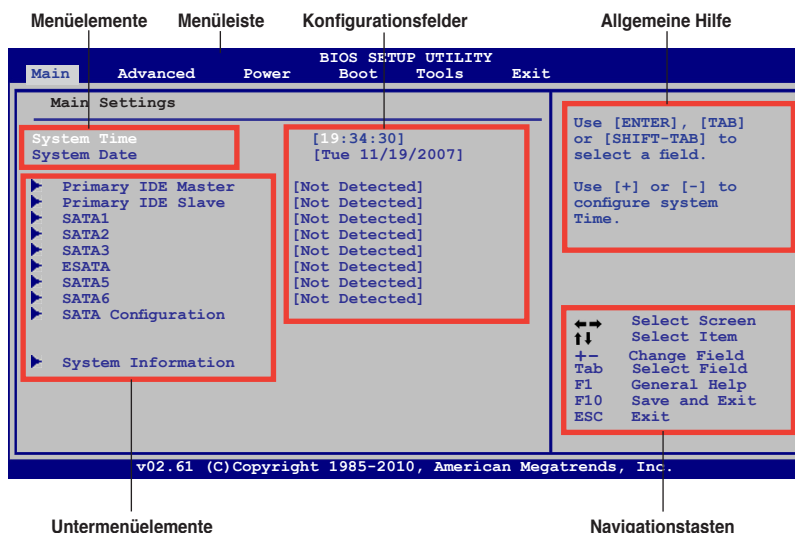 Menüelemente Menüleiste Konfigurationsfelder Allgemeine Hilfe
BIOS SETUP UTILITY
Main Advanced Power Boot Tools Exit
Main Settings
System Time [19:34:30]
System Date [Tue 11/19/2007]
Primary IDE Master [Not Detected]
Primary IDE Slave [Not Detected]
SATA1 [Not Detected]
SATA2 [Not Detected]
SATA3 [Not Detected]
ESATA [Not Detected]
SATA5 [Not Detected]
SATA6 [Not Detected]
SATA Configuration
System Information
Use [ENTER], [TAB]
or [SHIFT-TAB] to
select a field.
Use [+] or [-] to
configure system
Time.
←→ Select Screen
↑↓ Select Item
+- Change Field
Tab Select Field
F1 General Help
F10 Save and Exit
ESC Exit
v02.61 (C)Copyright 1985-2010, American Megatrends, Inc.
Untermenüelemente Navigationstasten